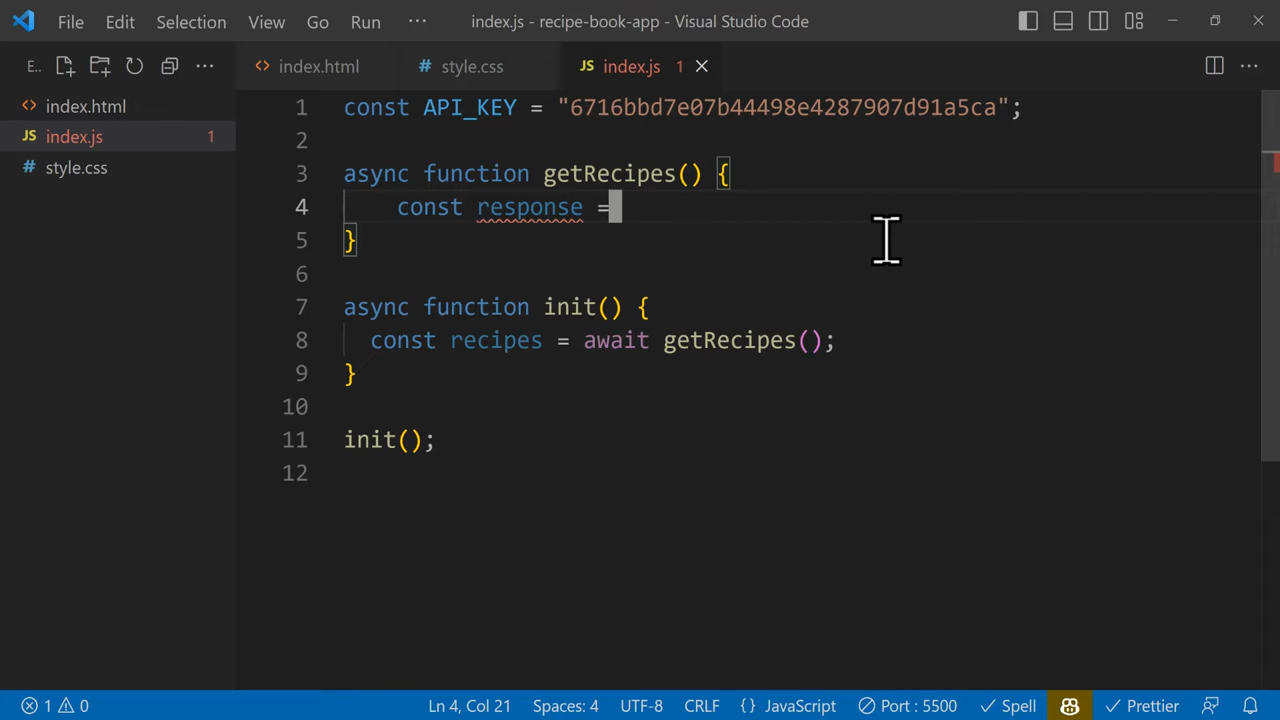 File Edit Selection View Go Run ··· index.js - recipe-book-app - Visual Studio Code
E.. ··· <> index.html # style.css JS index.js 1 ···
<> index.html
JS index.js 1
# style.css
1 const API_KEY = "6716bbd7e07b44498e4287907d91a5ca";
2
3 async function getRecipes() {
4 const response =
5 }
6
7 async function init() {
8 const recipes = await getRecipes();
9 }
10
11 init();
12
1 0 Ln 4, Col 21 Spaces: 4 UTF-8 CRLF {} JavaScript Port : 5500 Spell Prettier